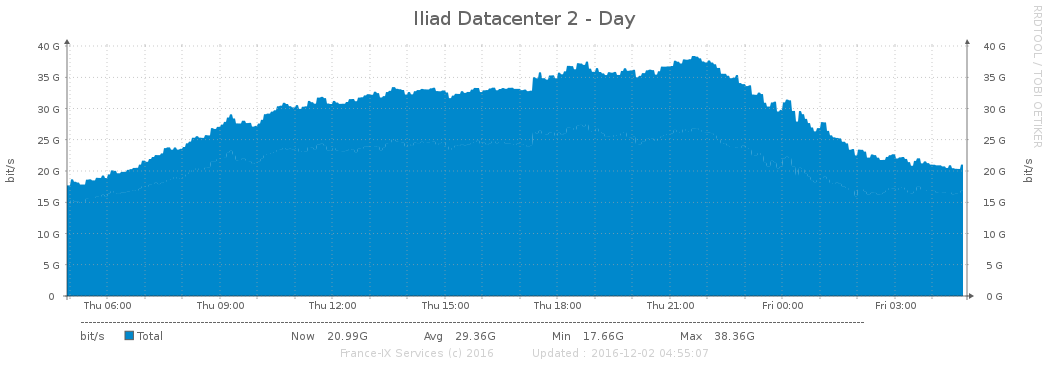 Iliad Datacenter 2 - Day
RRDTOOL / TOBI OETIKER
40 G 40 G
35 G 35 G
30 G 30 G
25 G 25 G
20 G 20 G
15 G 15 G
10 G 10 G
5 G 5 G
0 0 G
bit/s
bit/s
Thu 06:00 Thu 09:00 Thu 12:00 Thu 15:00 Thu 18:00 Thu 21:00 Fri 00:00 Fri 03:00
bit/s Total Now 20.99G Avg 29.36G Min 17.66G Max 38.36G
France-IX Services (c) 2016 Updated : 2016-12-02 04:55:07